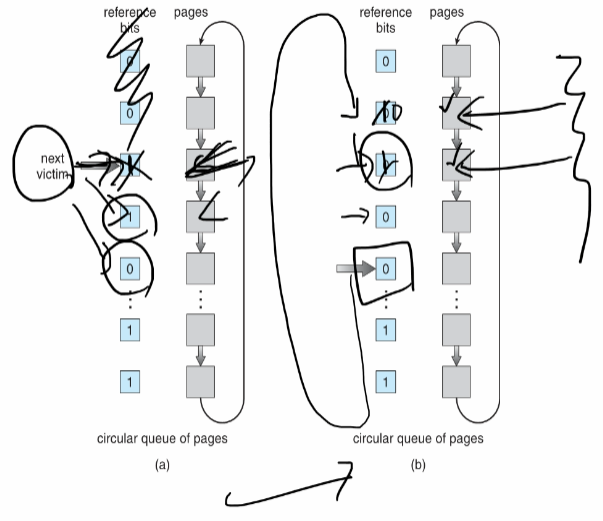 reference
bits
pages
0
0
next
victim
1
0
1
1
circular queue of pages
(a)
reference
bits
pages
0
0
0
1
1
circular queue of pages
(b)